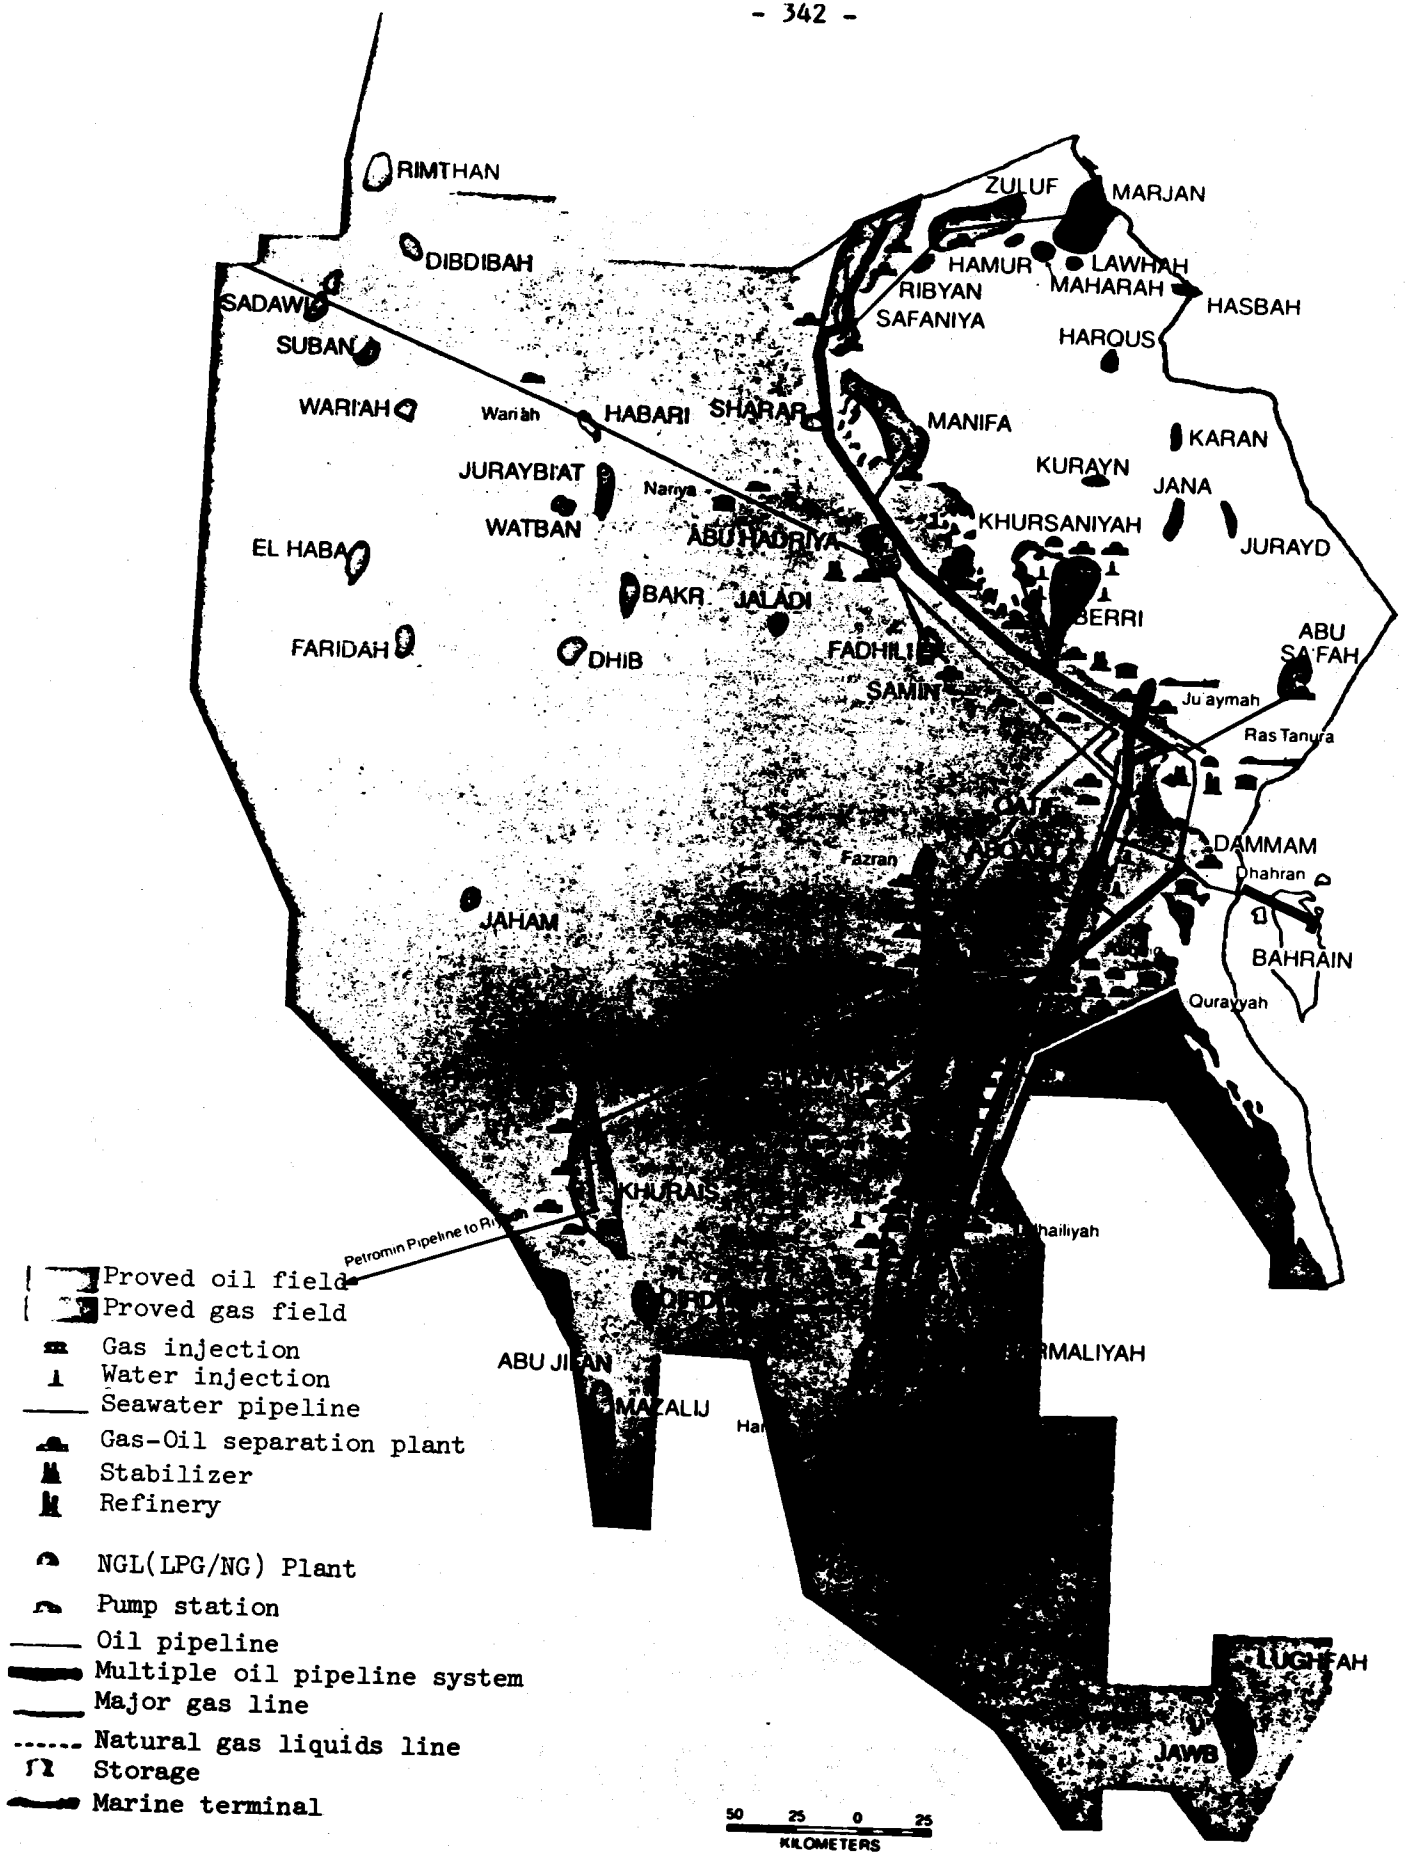 - 342 -
RIMTHAN
ZULUF
MARJAN
DIBDIBAH
HAMUR
LAWHAH
RIBYAN
MAHARAH
HASBAH
SADAWI
SAFANIYA
SUBAN
HARQUS
WARI'AH
Wariah
HABARI
SHARAR
MANIFA
KARAN
KURAYN
JURAYBI'AT
Nariya
JANA
WATBAN
KHURSANIYAH
ABU HADRIYA
JURAYD
EL HABA
BAKR
JALADI
BERRI
ABU
SA'FAH
FARIDAH
DHIB
FADHILI
SAMIN
Ju'aymah
Ras Tanura
QATIF
DAMMAM
Fazran
ABQAIQ
Dhahran
JAHAM
BAHRAIN
Qurayyah
KHURAIS
Petromin Pipeline to
hailiyah
Proved oil field
Proved gas field
Gas injection
ABU
RMALIYAH
Water injection
MAZALIJ
Seawater pipeline
Gas-Oil separation plant
Stabilizer
Refinery
NGL(LPG/NG) Plant
Pump station
Oil pipeline
Multiple oil pipeline system
LUGHFAH
Major gas line
Natural gas liquids line
JAWB
Storage
Marine terminal
50 25 0 25
KILOMETERS